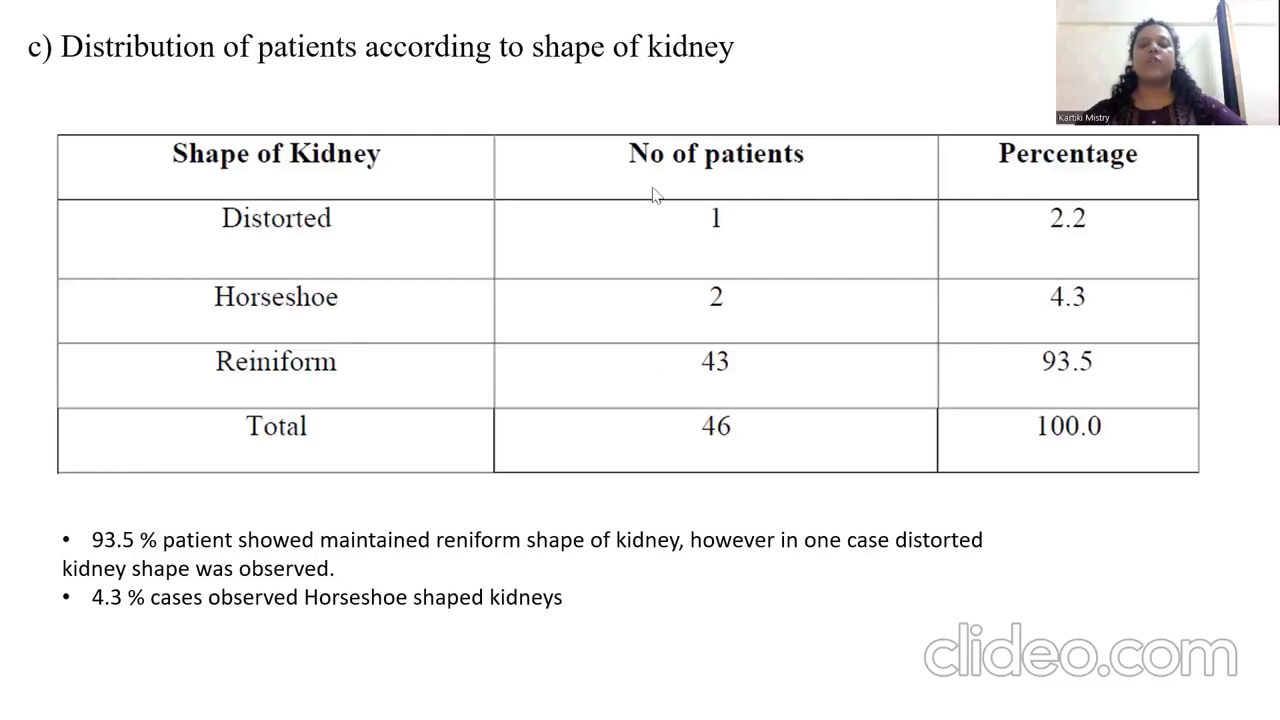 c) Distribution of patients according to shape of kidney
Kartiki Mistry
Shape of Kidney No of patients Percentage
Distorted 1 2.2
Horseshoe 2 4.3
Reiniform 43 93.5
Total 46 100.0
• 93.5 % patient showed maintained reniform shape of kidney, however in one case distorted
kidney shape was observed.
• 4.3 % cases observed Horseshoe shaped kidneys
clideo.com